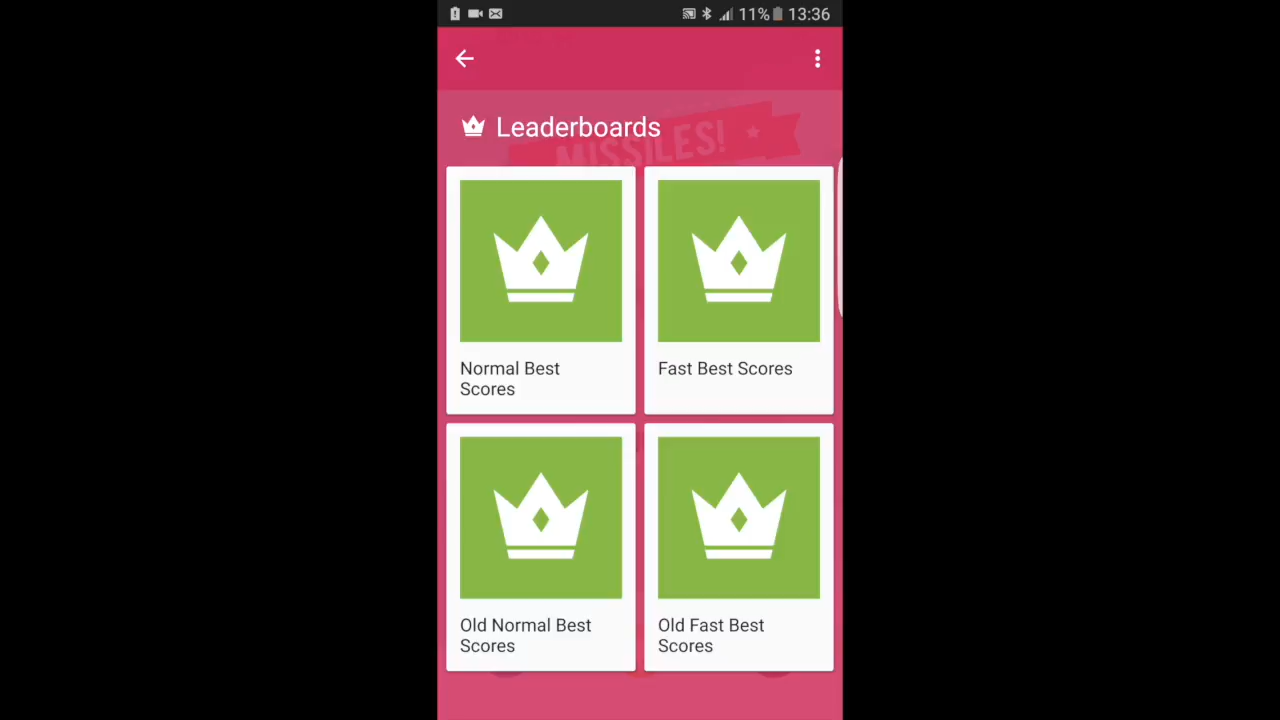 11% 13:36
Leaderboards
MISSILES!
Normal Best
Scores
Fast Best Scores
Old Normal Best
Scores
Old Fast Best
Scores